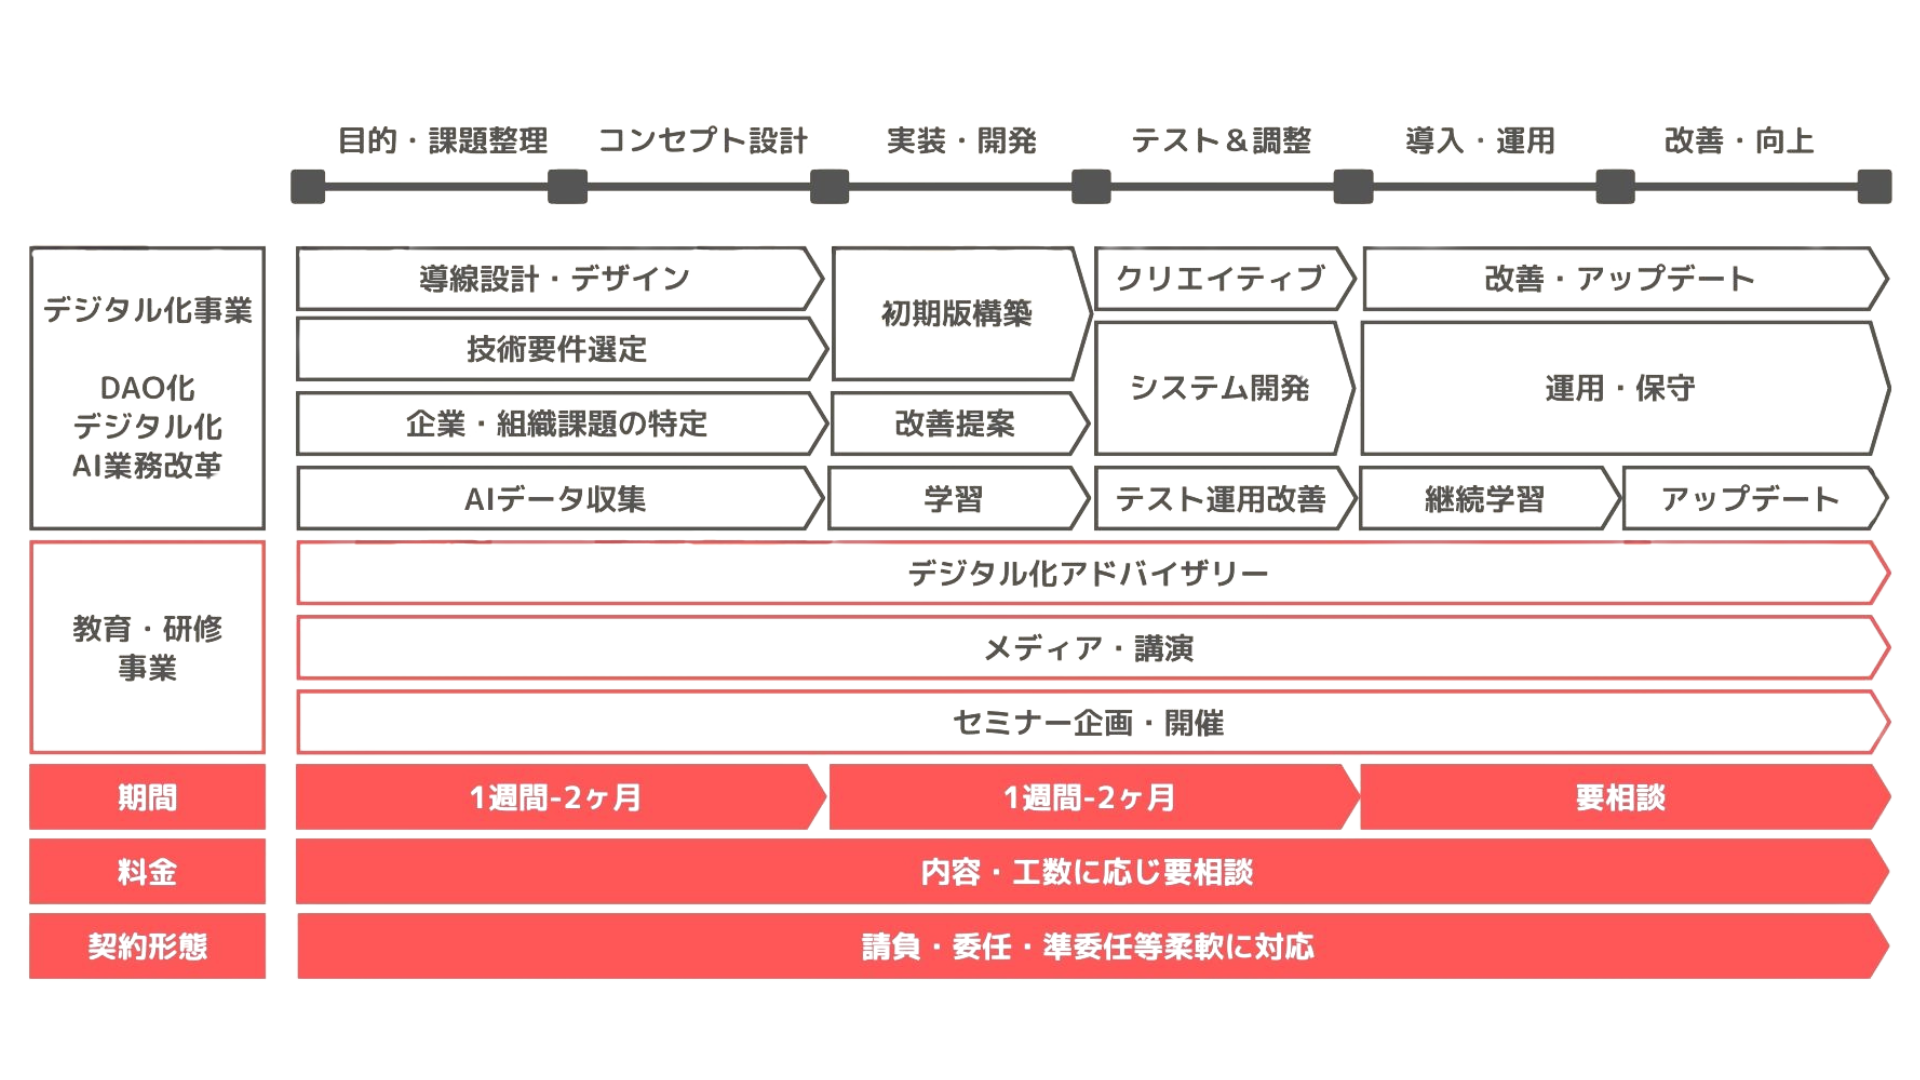 目的・課題整理
コンセプト設計
実装・開発
テスト＆調整
導入・運用
改善・向上
デジタル化事業
DAO化
デジタル化
AI業務改革
導線設計・デザイン
技術要件選定
企業・組織課題の特定
AIデータ収集
初期版構築
改善提案
学習
クリエイティブ
システム開発
テスト運用改善
改善・アップデート
運用・保守
継続学習
アップデート
教育・研修
事業
デジタル化アドバイザリー
メディア・講演
セミナー企画・開催
期間
1週間-2ヶ月
1週間-2ヶ月
要相談
料金
内容・工数に応じ要相談
契約形態
請負・委任・準委任等柔軟に対応